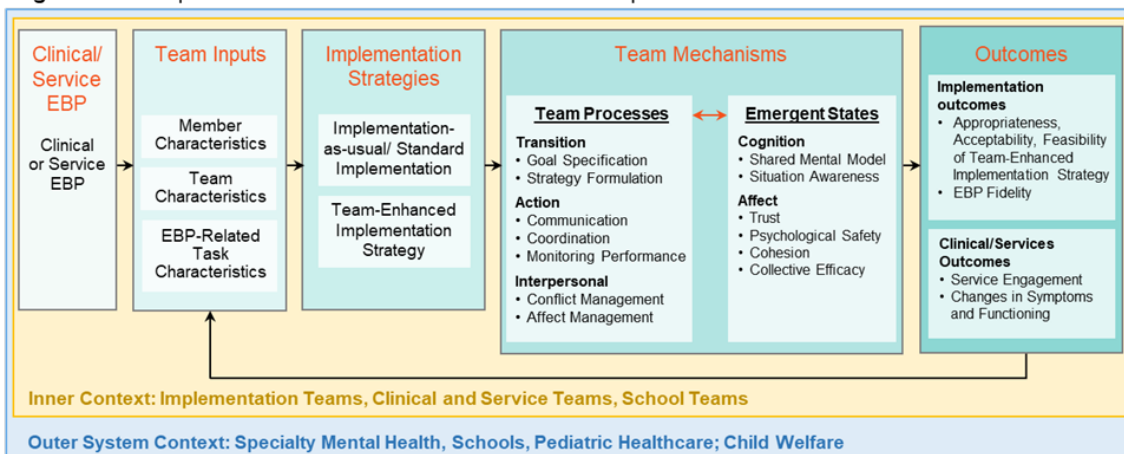 Clinical/
Service
EBP
Clinical
or Service
EBP
Team Inputs
Member
Characteristics
Team
Characteristics
EBP-Related
Task
Characteristics
Implementation
Strategies
Implementation-
as-usual/ Standard
Implementation
Team-Enhanced
Implementation
Strategy
Team Mechanisms
Team Processes
Transition
• Goal Specification
• Strategy Formulation
Action
• Communication
• Coordination
• Monitoring Performance
Interpersonal
• Conflict Management
• Affect Management
Emergent States
Cognition
• Shared Mental Model
• Situation Awareness
Affect
• Trust
• Psychological Safety
• Cohesion
• Collective Efficacy
Outcomes
Implementation
outcomes
• Appropriateness,
Acceptability, Feasibility
of Team-Enhanced
Implementation Strategy
• EBP Fidelity
Clinical/Services
Outcomes
• Service Engagement
• Changes in Symptoms
and Functioning
Inner Context: Implementation Teams, Clinical and Service Teams, School Teams
Outer System Context: Specialty Mental Health, Schools, Pediatric Healthcare; Child Welfare